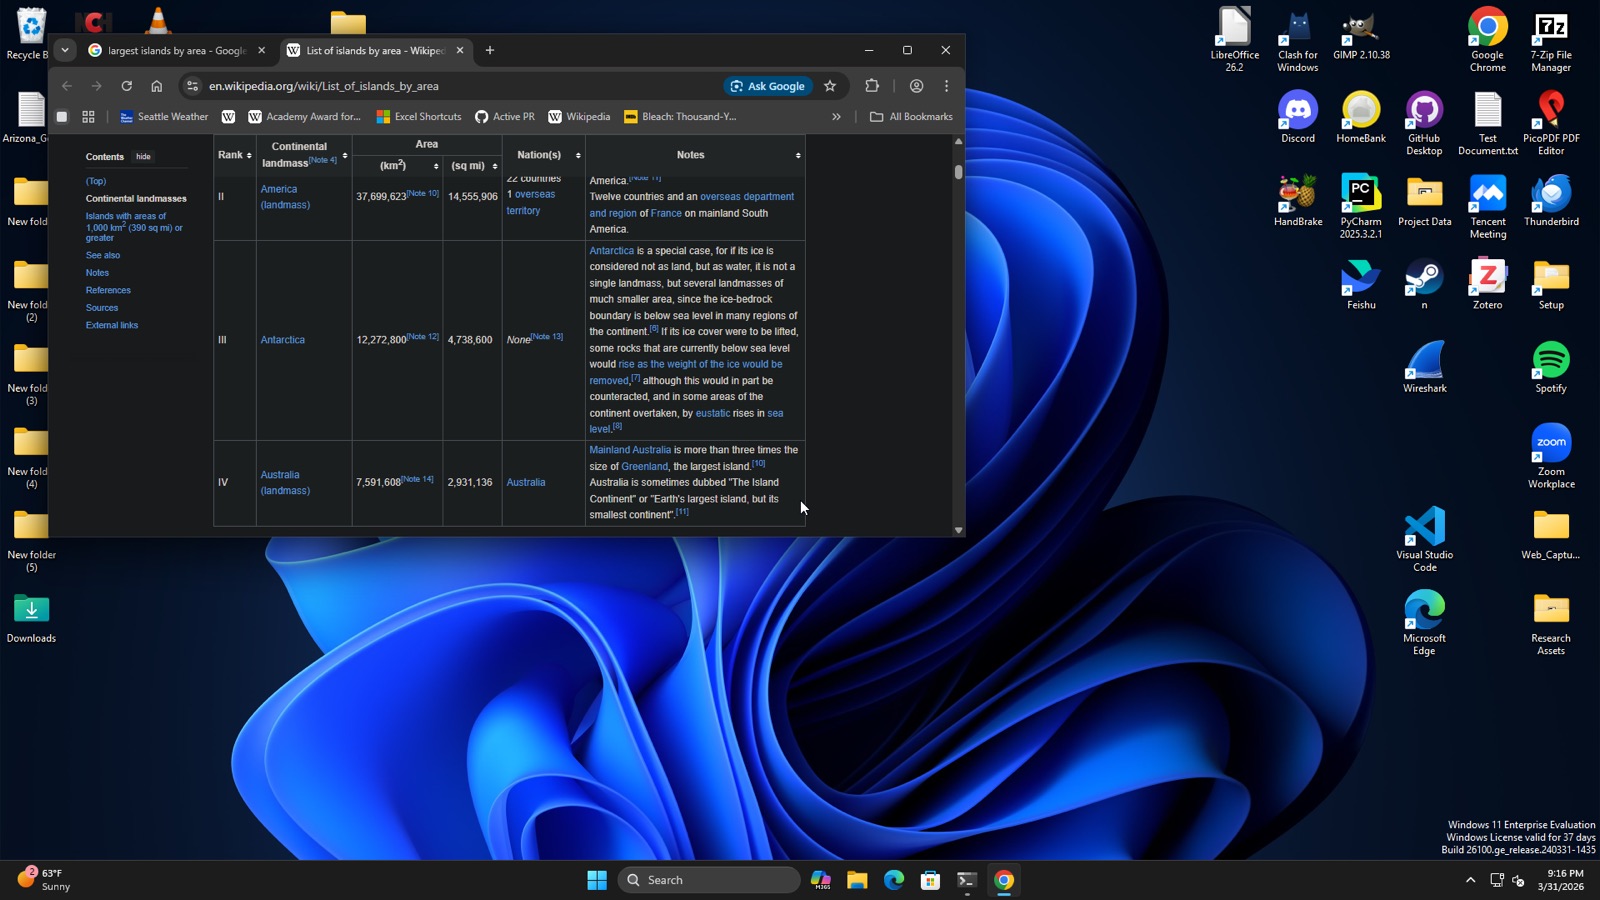 Recycle B
Arizona_G
New fold
New fold
(2)
New fold
(3)
New fold
(4)
New folder
(5)
Downloads
NCH
largest islands by area - Google
List of islands by area - Wikiped
en.wikipedia.org/wiki/List_of_islands_by_area
Ask Google
Seattle Weather
Academy Award for...
Excel Shortcuts
Active PR
Wikipedia
Bleach: Thousand-Y...
All Bookmarks
Contents hide
(Top)
Continental landmasses
Islands with areas of
1,000 km2 (390 sq mi) or
greater
See also
Notes
References
Sources
External links
Rank
Continental
landmass[Note 4]
Area
(km2)
(sq mi)
Nation(s)
Notes
II
America
(landmass)
37,699,623[Note 10]
14,555,906
22 countries
1 overseas
territory
America.[Note 11]
Twelve countries and an overseas department
and region of France on mainland South
America.
III
Antarctica
12,272,800[Note 12]
4,738,600
None[Note 13]
Antarctica is a special case, for if its ice is
considered not as land, but as water, it is not a
single landmass, but several landmasses of
much smaller area, since the ice-bedrock
boundary is below sea level in many regions of
the continent.[6] If its ice cover were to be lifted,
some rocks that are currently below sea level
would rise as the weight of the ice would be
removed,[7] although this would in part be
counteracted, and in some areas of the
continent overtaken, by eustatic rises in sea
level.[8]
IV
Australia
(landmass)
7,591,608[Note 14]
2,931,136
Australia
Mainland Australia is more than three times the
size of Greenland, the largest island.[10]
Australia is sometimes dubbed "The Island
Continent" or "Earth's largest island, but its
smallest continent".[11]
LibreOffice
26.2
Clash for
Windows
GIMP 2.10.38
Google
Chrome
7-Zip File
Manager
Discord
HomeBank
GitHub
Desktop
Test
Document.txt
PicoPDF PDF
Editor
HandBrake
PyCharm
2025.3.2.1
Project Data
Tencent
Meeting
Thunderbird
Feishu
n
Zotero
Setup
Wireshark
Spotify
zoom
Zoom
Workplace
Visual Studio
Code
Web_Captu...
Microsoft
Edge
Research
Assets
Windows 11 Enterprise Evaluation
Windows License valid for 37 days
Build 26100.ge_release.240331-1435
2
63°F
Sunny
Search
M365
9:16 PM
3/31/2026